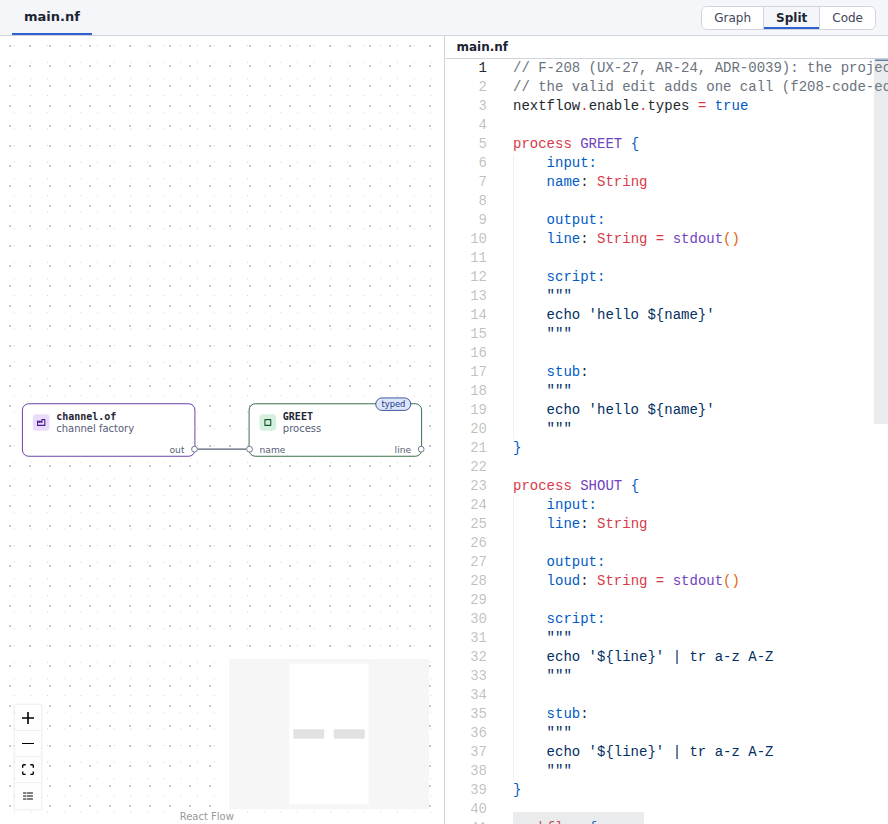 main.nf
Graph
Split
Code
channel.of
channel factory
out
typed
GREET
process
name
line
React Flow
main.nf
1 // F-208 (UX-27, AR-24, ADR-0039): the projec
2 // the valid edit adds one call (f208-code-ed
3 nextflow.enable.types = true
4
5 process GREET {
6 input:
7 name: String
8
9 output:
10 line: String = stdout()
11
12 script:
13 """
14 echo 'hello ${name}'
15 """
16
17 stub:
18 """
19 echo 'hello ${name}'
20 """
21 }
22
23 process SHOUT {
24 input:
25 line: String
26
27 output:
28 loud: String = stdout()
29
30 script:
31 """
32 echo '${line}' | tr a-z A-Z
33 """
34
35 stub:
36 """
37 echo '${line}' | tr a-z A-Z
38 """
39 }
40